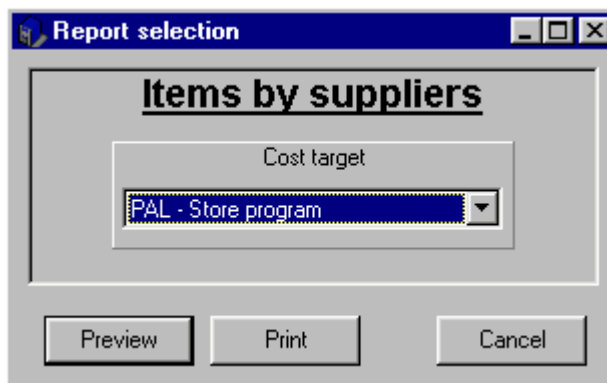 Report selection
Items by suppliers
Cost target
PAL - Store program
Preview Print Cancel